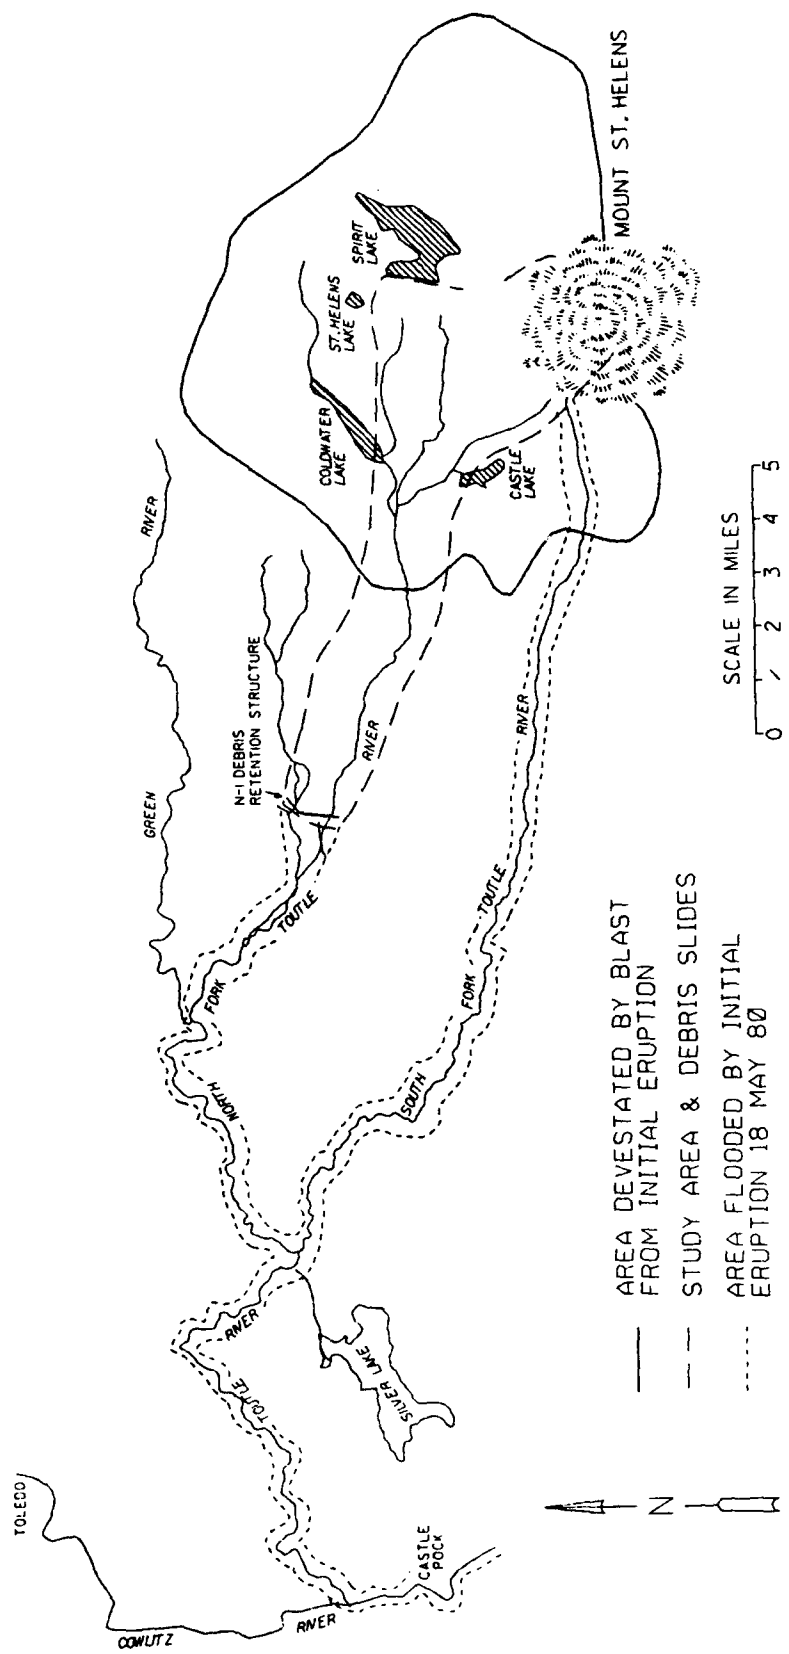 TOLEDO
COWLITZ
RIVER
CASTLE
ROCK
TOUTLE
RIVER
SILVER LAKE
NORTH
FORK
TOUTLE
RIVER
GREEN
RIVER
N-1 DEBRIS
RETENTION STRUCTURE
SOUTH
FORK
TOUTLE
RIVER
COLDWATER
LAKE
ST. HELENS
LAKE
SPIRIT
LAKE
CASTLE
LAKE
MOUNT ST. HELENS
N
AREA DEVESTATED BY BLAST
FROM INITIAL ERUPTION
STUDY AREA & DEBRIS SLIDES
AREA FLOODED BY INITIAL
ERUPTION 18 MAY 80
SCALE IN MILES
0 1 2 3 4 5